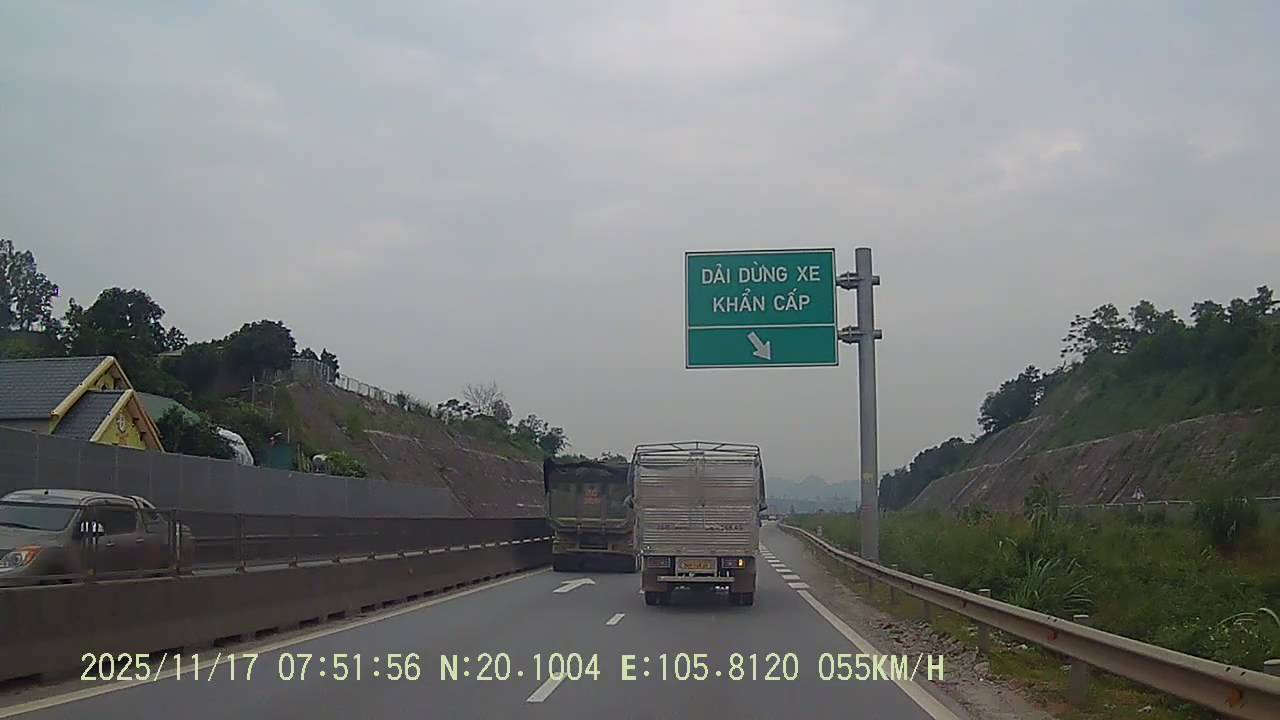 DẢI DỪNG XE
KHẨN CẤP
2025/11/17 07:51:56 N:20.1004 E:105.8120 055KM/H